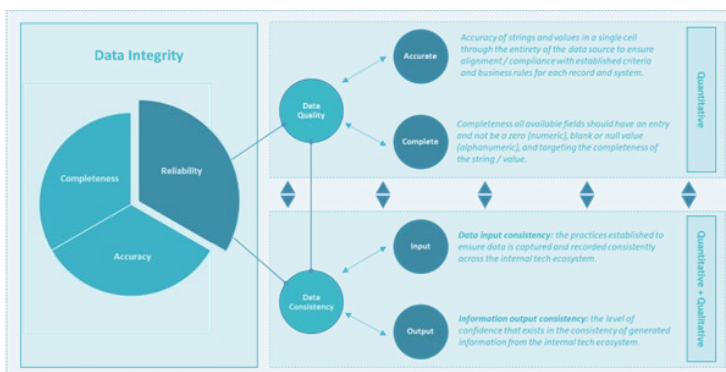 Data Integrity
Completeness
Reliability
Accuracy
Data
Quality
Accurate
Accuracy of strings and values in a single cell
through the entirety of the data source to ensure
alignment / compliance with established criteria
and business rules for each record and system.
Complete
Completeness all available fields should have an entry
and not be a zero (numeric), blank or null value
(alphanumeric), and targeting the completeness of
the string / value.
Quantitative
Data
Consistency
Input
Data input consistency: the practices established to
ensure data is captured and recorded consistently
across the internal tech ecosystem.
Output
Information output consistency: the level of
confidence that exists in the consistency of generated
information from the internal tech ecosystem.
Quantitative + Qualitative